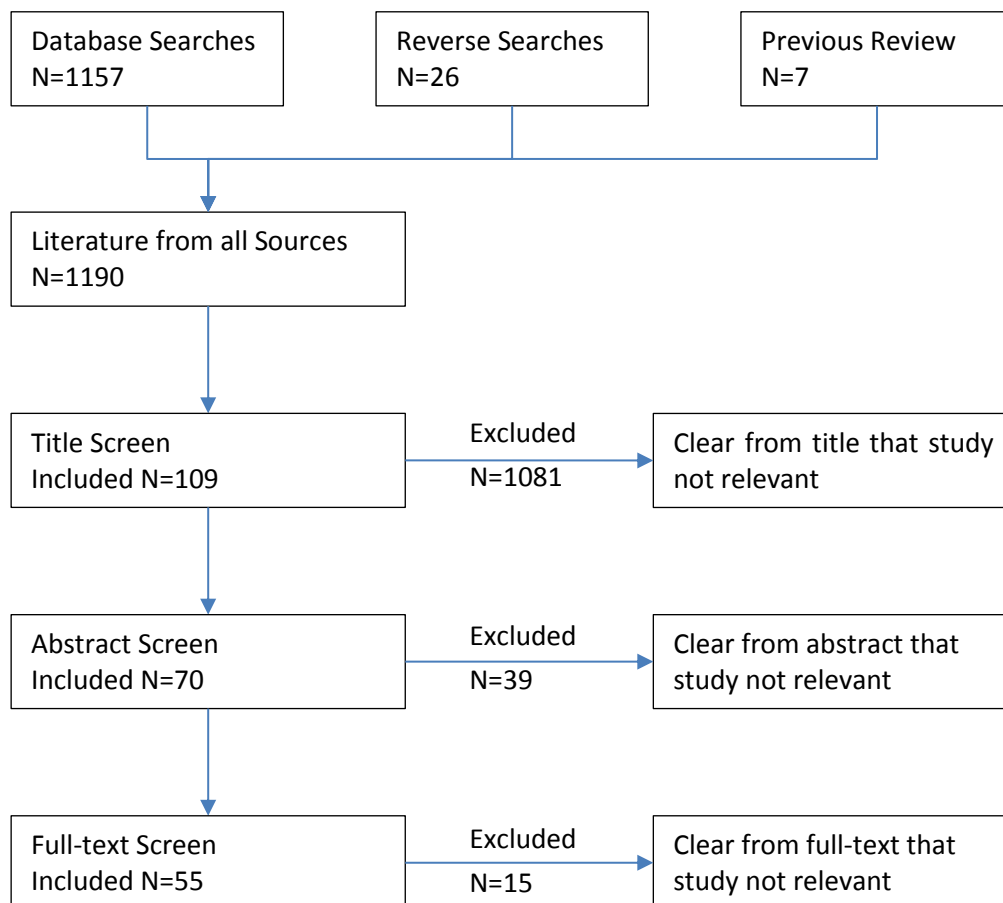 Database Searches
N=1157
Reverse Searches
N=26
Previous Review
N=7
Literature from all Sources
N=1190
Title Screen
Included N=109
Excluded
N=1081
Clear from title that study
not relevant
Abstract Screen
Included N=70
Excluded
N=39
Clear from abstract that
study not relevant
Full-text Screen
Included N=55
Excluded
N=15
Clear from full-text that
study not relevant